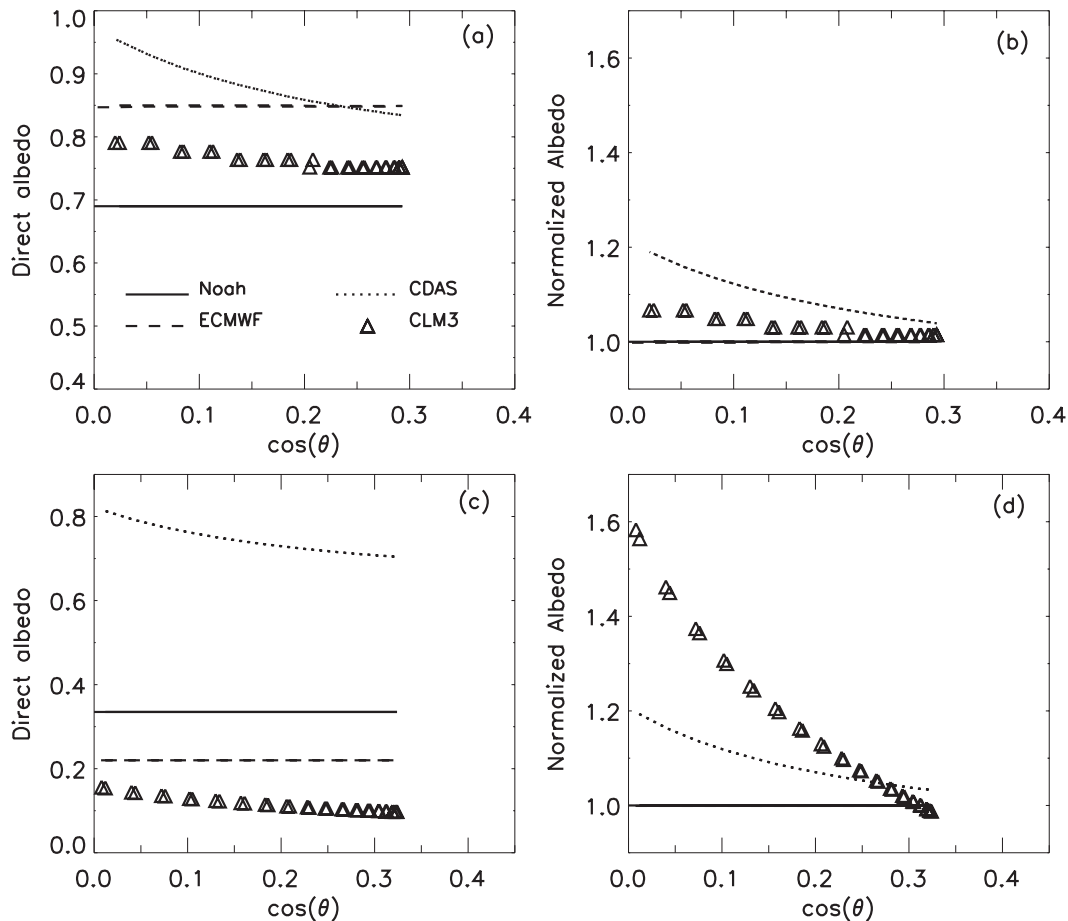 (a)
1.0
0.9
0.8
0.7
0.6
0.5
0.4
Direct albedo
Noah
ECMWF
CDAS
CLM3
0.0 0.1 0.2 0.3 0.4
cos(θ)
(b)
1.6
1.4
1.2
1.0
Normalized Albedo
0.0 0.1 0.2 0.3 0.4
cos(θ)
(c)
0.8
0.6
0.4
0.2
0.0
Direct albedo
0.0 0.1 0.2 0.3 0.4
cos(θ)
(d)
1.6
1.4
1.2
1.0
Normalized Albedo
0.0 0.1 0.2 0.3 0.4
cos(θ)